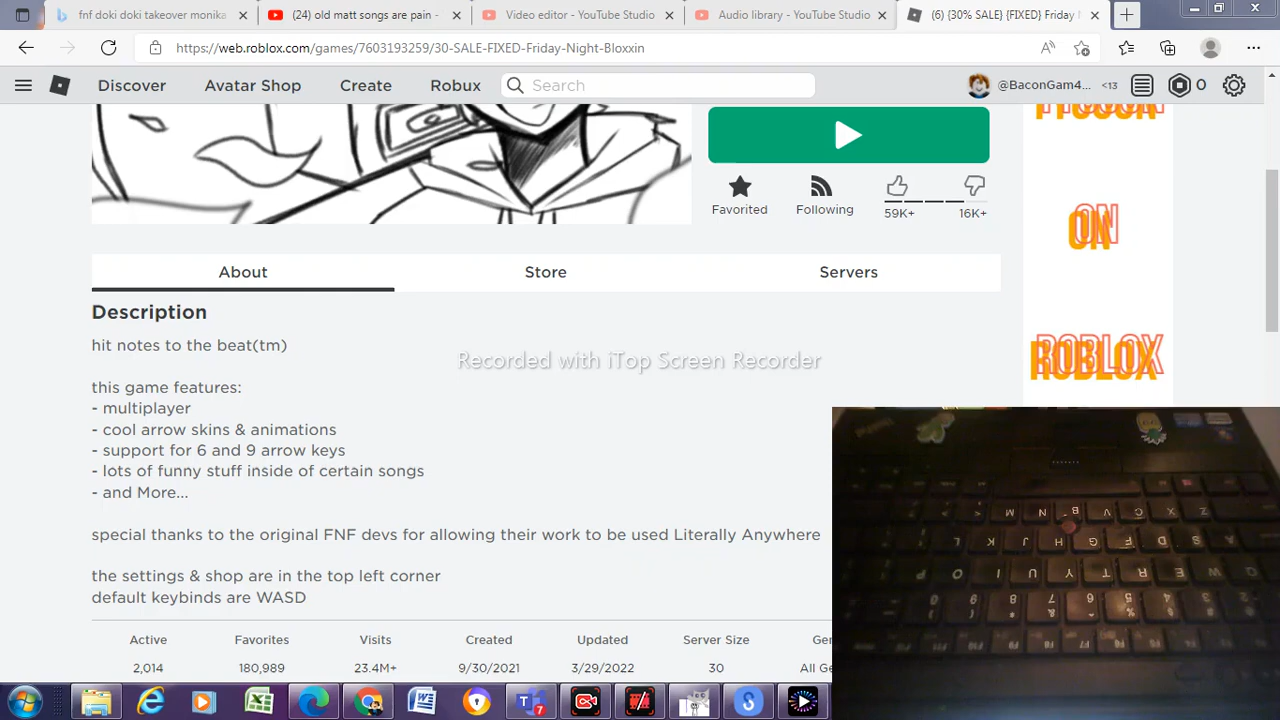 fnf doki doki takeover monika
(24) old matt songs are pain -
Video editor - YouTube Studio
Audio library - YouTube Studio
(6) {30% SALE} {FIXED} Friday
https://web.roblox.com/games/7603193259/30-SALE-FIXED-Friday-Night-Bloxxin
Discover Avatar Shop Create Robux Search @BaconGam4... <13 0
Favorited Following 59K+ 16K+
About Store Servers
ON
ROBLOX
Description
hit notes to the beat(tm)
Recorded with iTop Screen Recorder
this game features:
- multiplayer
- cool arrow skins & animations
- support for 6 and 9 arrow keys
- lots of funny stuff inside of certain songs
- and More...
special thanks to the original FNF devs for allowing their work to be used Literally Anywhere
the settings & shop are in the top left corner
default keybinds are WASD
Active Favorites Visits Created Updated Server Size
2,014 180,989 23.4M+ 9/30/2021 3/29/2022 30 All Ge
M N B V C X Z
L K J H G F D S A
P O I U Y T R E W Q
7